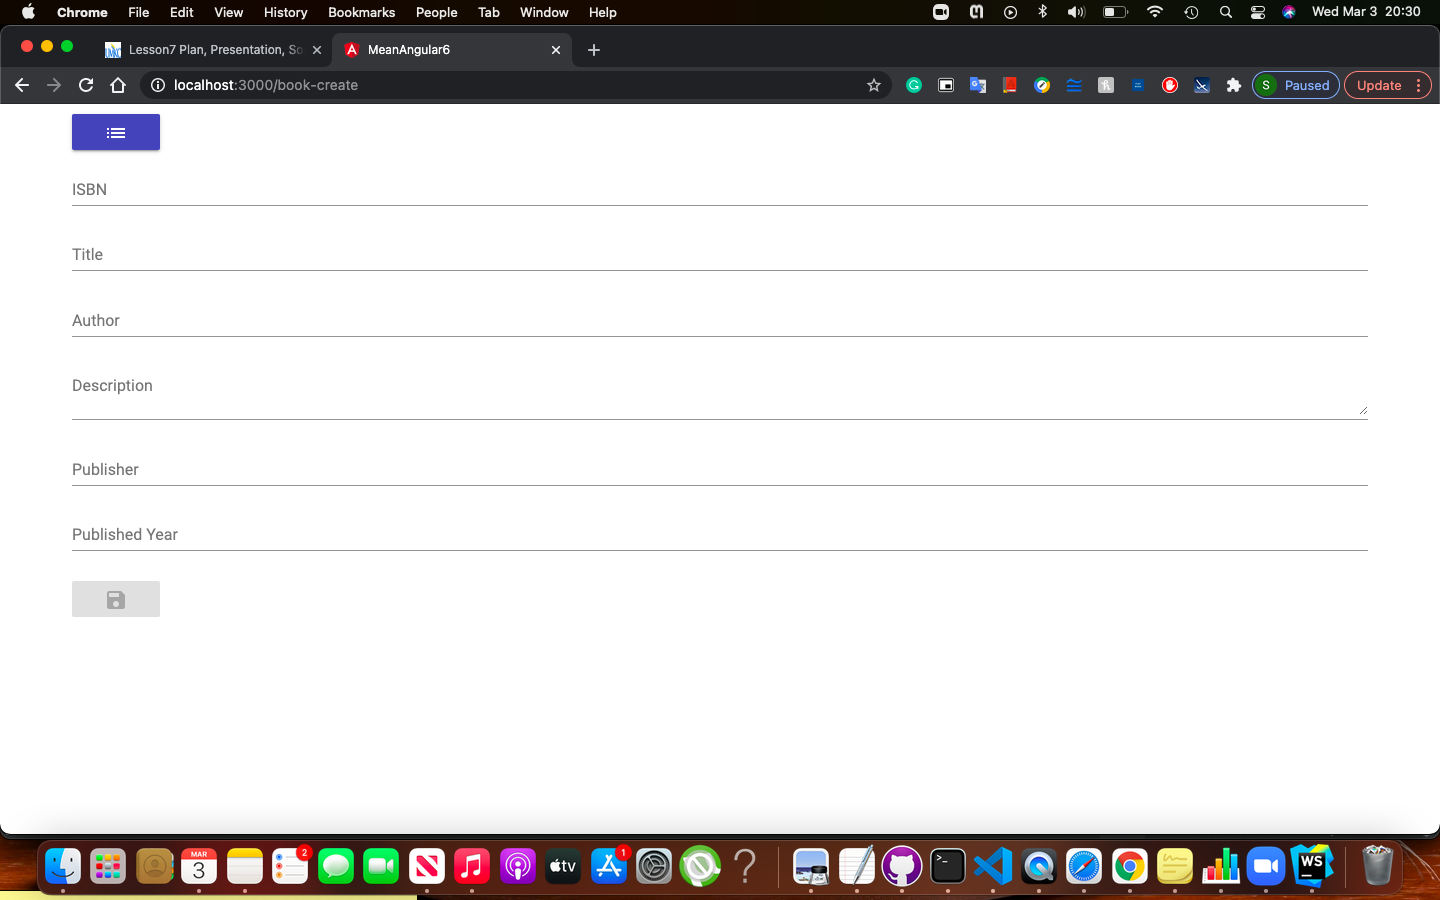 Chrome File Edit View History Bookmarks People Tab Window Help Wed Mar 3 20:30
Lesson7 Plan, Presentation, So MeanAngular6
localhost:3000/book-create S Paused Update
ISBN
Title
Author
Description
Publisher
Published Year
MAR
3
2
tv
1
WS